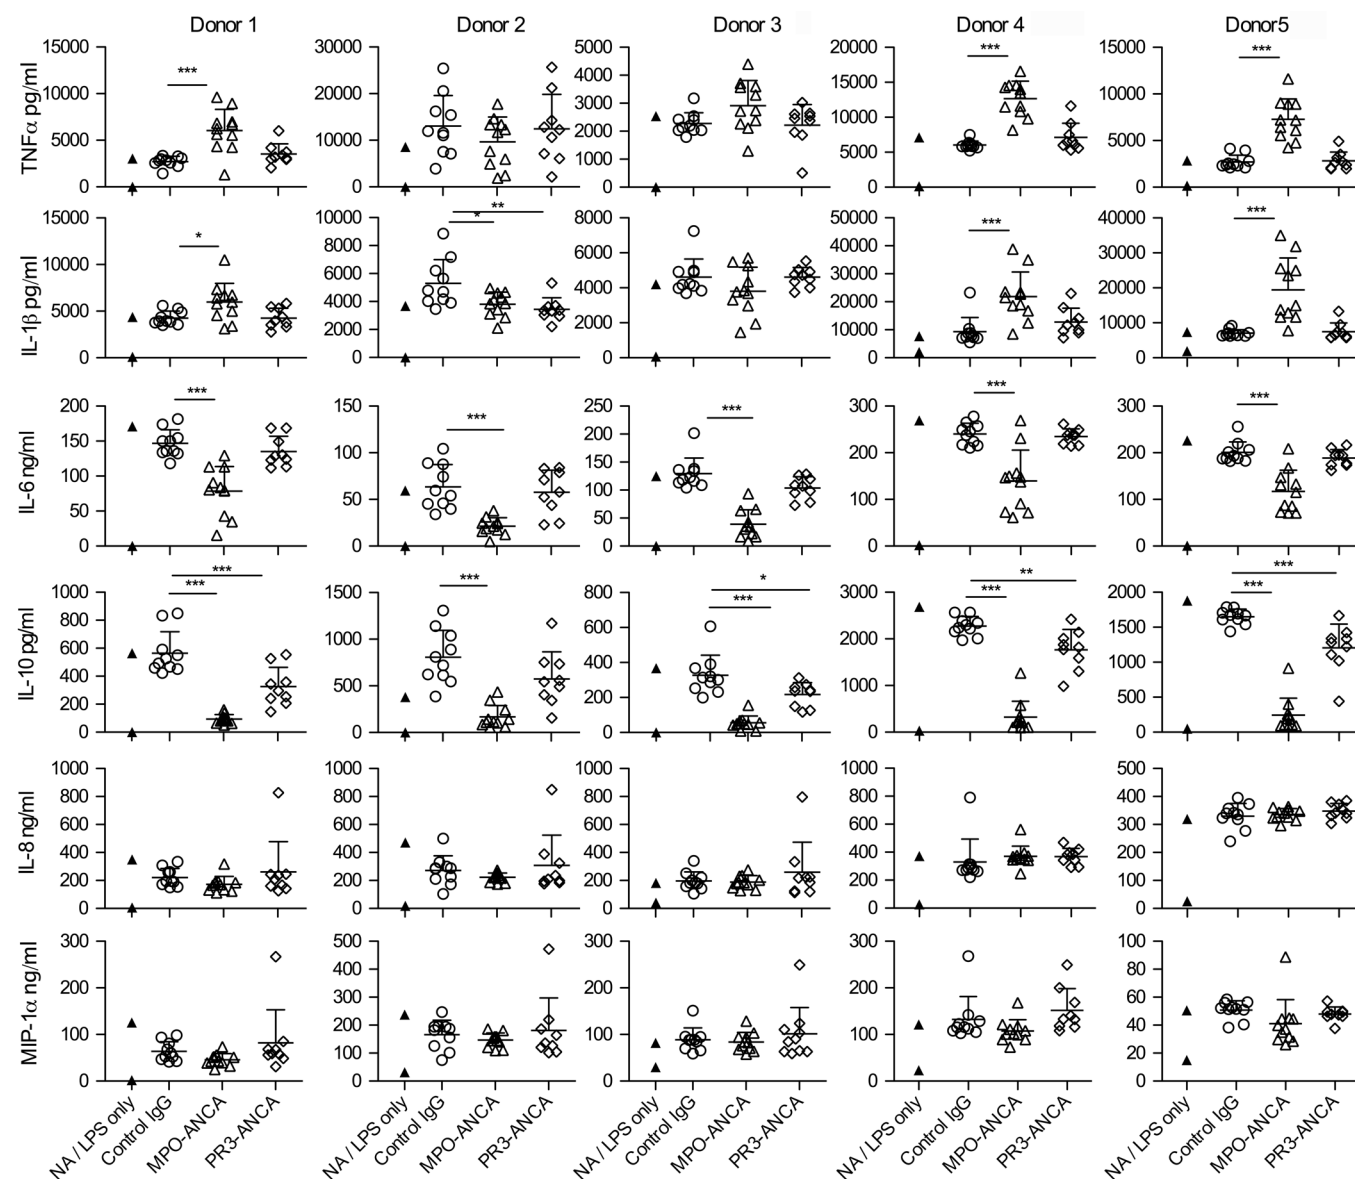 Donor 1 Donor 2 Donor 3 Donor 4 Donor5
TNFα pg/ml
15000 10000 5000 0
***
30000 20000 10000 0
5000 4000 3000 2000 1000 0
20000 15000 10000 5000 0
***
15000 10000 5000 0
***
IL-1β pg/ml
15000 10000 5000 0
*
10000 8000 6000 4000 2000 0
* **
8000 6000 4000 2000 0
50000 40000 30000 20000 10000 0
***
40000 30000 20000 10000 0
***
IL-6 ng/ml
200 150 100 50 0
***
150 100 50 0
***
250 200 150 100 50 0
***
300 200 100 0
***
300 200 100 0
***
IL-10 pg/ml
1000 800 600 400 200 0
*** ***
1500 1000 500 0
***
800 600 400 200 0
* ***
3000 2000 1000 0
** ***
2000 1500 1000 500 0
*** ***
IL-8 ng/ml
1000 800 600 400 200 0
1000 800 600 400 200 0
1000 800 600 400 200 0
1000 800 600 400 200 0
500 400 300 200 100 0
MIP-1α ng/ml
300 200 100 0
500 400 300 200 100 0
300 200 100 0
300 200 100 0
100 80 60 40 20 0
NA / LPS only Control IgG MPO-ANCA PR3-ANCA
NA / LPS only Control IgG MPO-ANCA PR3-ANCA
NA / LPS only Control IgG MPO-ANCA PR3-ANCA
NA / LPS only Control IgG MPO-ANCA PR3-ANCA
NA / LPS only Control IgG MPO-ANCA PR3-ANCA